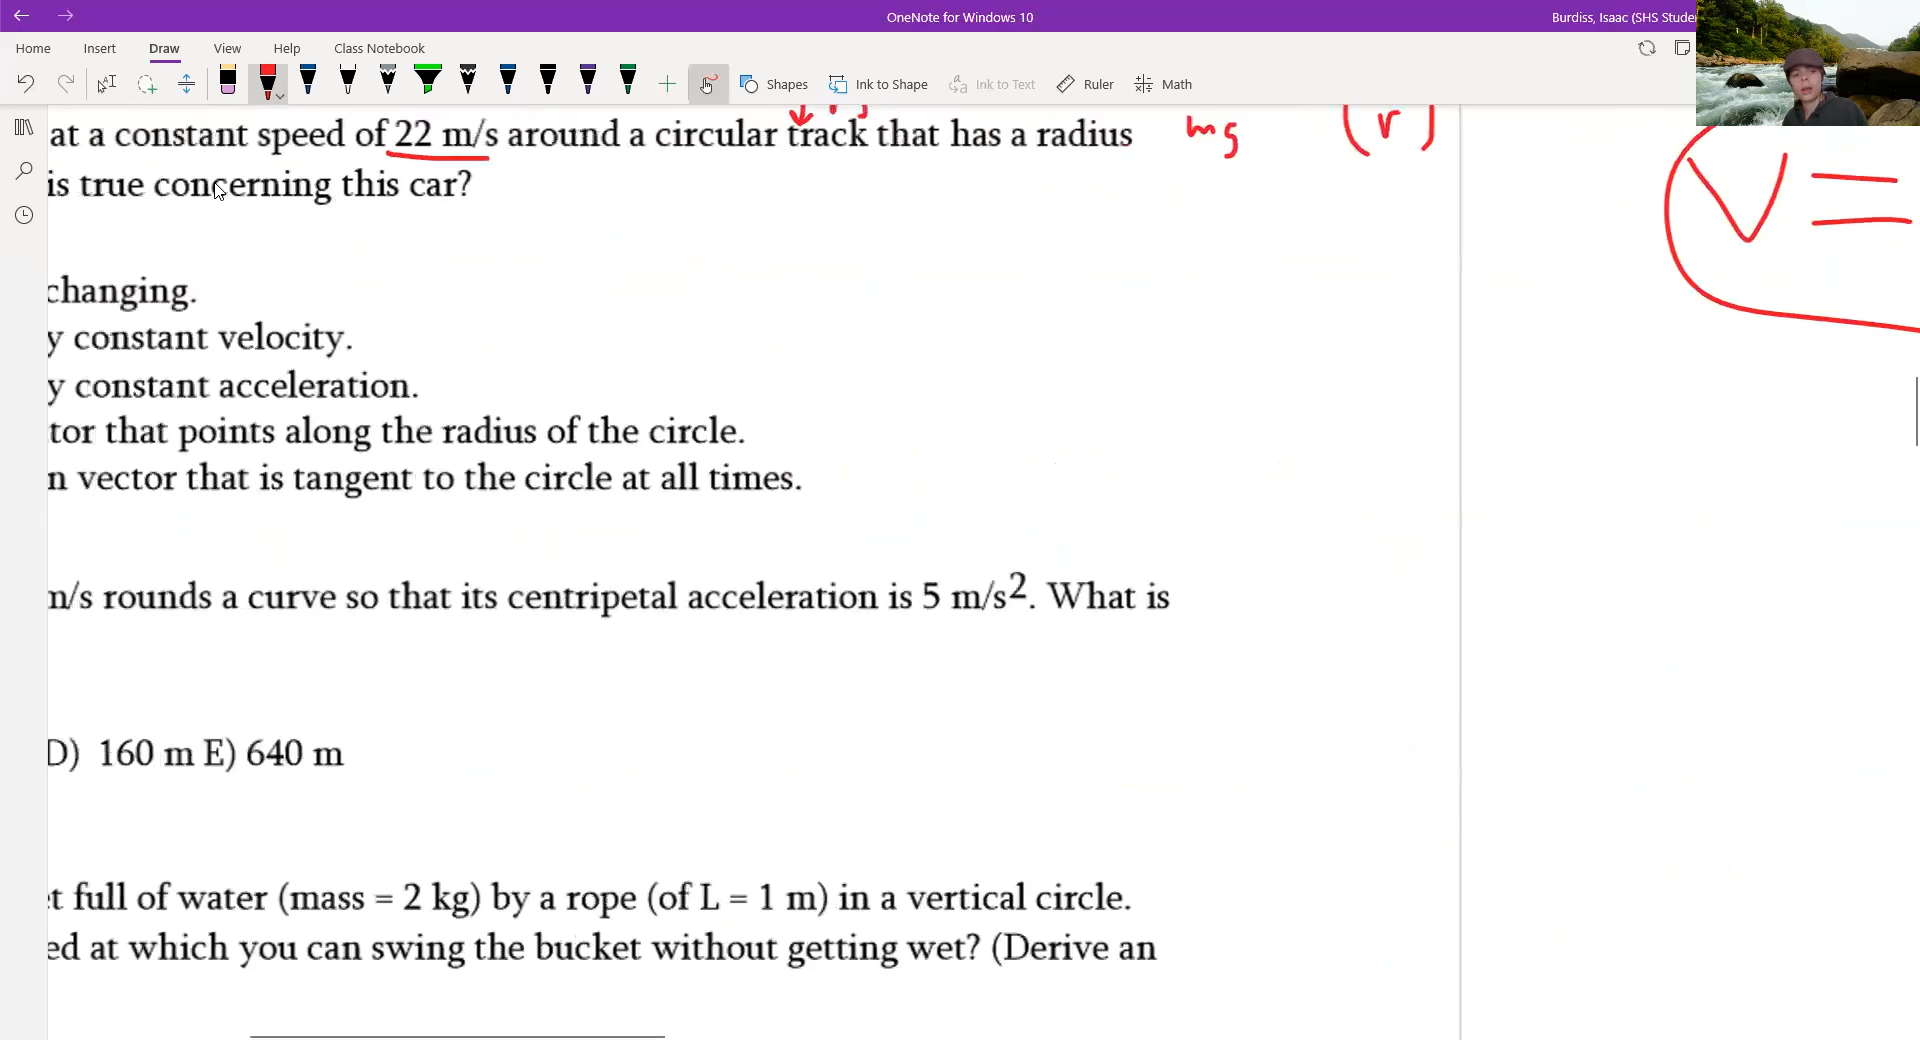 OneNote for Windows 10
Burdiss, Isaac (SHS Stude
Home Insert Draw View Help Class Notebook
Shapes Ink to Shape Ink to Text Ruler Math
at a constant speed of 22 m/s around a circular track that has a radius
mg (r)
is true concerning this car?
V =
changing.
y constant velocity.
y constant acceleration.
tor that points along the radius of the circle.
n vector that is tangent to the circle at all times.
m/s rounds a curve so that its centripetal acceleration is 5 m/s². What is
D) 160 m E) 640 m
t full of water (mass = 2 kg) by a rope (of L = 1 m) in a vertical circle.
ed at which you can swing the bucket without getting wet? (Derive an